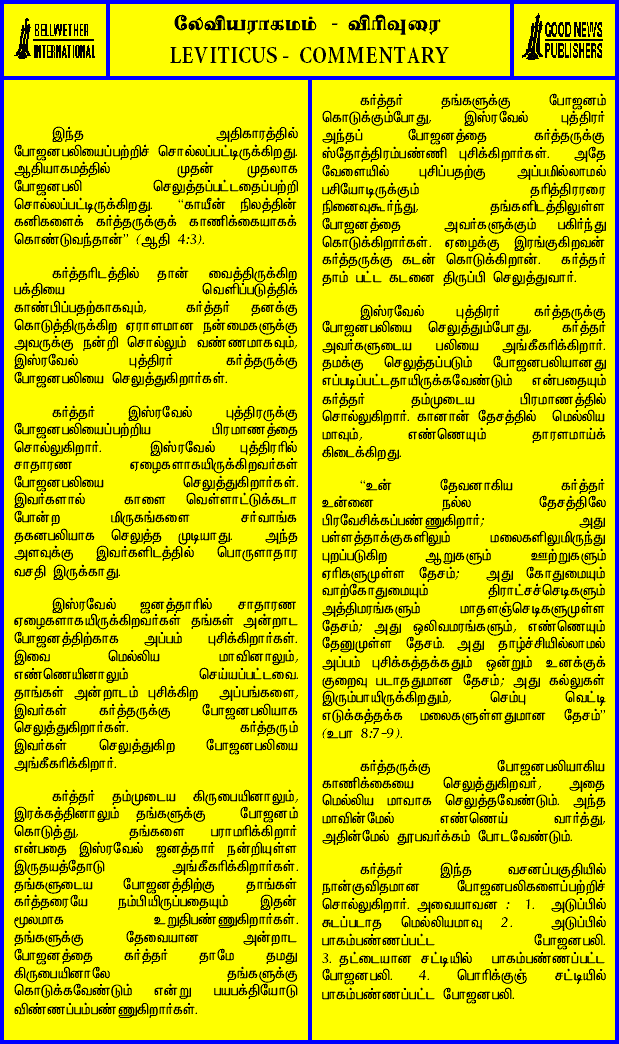 BELLWETHER
INTERNATIONAL
லேவியராகமம் - விரிவுரை
LEVITICUS - COMMENTARY
GOOD NEWS
PUBLISHERS
இந்த அதிகாரத்தில்
போஜனபலியைப்பற்றிச் சொல்லப்பட்டிருக்கிறது.
ஆதியாகமத்தில் முதன் முதலாக
போஜனபலி செலுத்தப்பட்டதைப்பற்றி
சொல்லப்பட்டிருக்கிறது. "காயீன் நிலத்தின்
கனிகளைக் கர்த்தருக்குக் காணிக்கையாகக்
கொண்டுவந்தான்" (ஆதி 4:3).
கர்த்தரிடத்தில் தான் வைத்திருக்கிற
பக்தியை வெளிப்படுத்திக்
காண்பிப்பதற்காகவும், கர்த்தர் தனக்கு
கொடுத்திருக்கிற ஏராளமான நன்மைகளுக்கு
அவருக்கு நன்றி சொல்லும் வண்ணமாகவும்,
இஸ்ரவேல் புத்திரர் கர்த்தருக்கு
போஜனபலியை செலுத்துகிறார்கள்.
கர்த்தர் இஸ்ரவேல் புத்திரருக்கு
போஜனபலியைப்பற்றிய பிரமாணத்தை
சொல்லுகிறார். இஸ்ரவேல் புத்திரரில்
சாதாரண ஏழைகளாகயிருக்கிறவர்கள்
போஜனபலியை செலுத்துகிறார்கள்.
இவர்களால் காளை வெள்ளாட்டுக்கடா
போன்ற மிருகங்களை சர்வாங்க
தகனபலியாக செலுத்த முடியாது. அந்த
அளவுக்கு இவர்களிடத்தில் பொருளாதார
வசதி இருக்காது.
இஸ்ரவேல் ஜனத்தாரில் சாதாரண
ஏழைகளாகயிருக்கிறவர்கள் தங்கள் அன்றாட
போஜனத்திற்காக அப்பம் புசிக்கிறார்கள்.
இவை மெல்லிய மாவினாலும்,
எண்ணெயினாலும் செய்யப்பட்டவை.
தாங்கள் அன்றாடம் புசிக்கிற அப்பங்களை,
இவர்கள் கர்த்தருக்கு போஜனபலியாக
செலுத்துகிறார்கள். கர்த்தரும்
இவர்கள் செலுத்துகிற போஜனபலியை
அங்கீகரிக்கிறார்.
கர்த்தர் தம்முடைய கிருபையினாலும்,
இரக்கத்தினாலும் தங்களுக்கு போஜனம்
கொடுத்து, தங்களை பராமரிக்கிறார்
என்பதை இஸ்ரவேல் ஜனத்தார் நன்றியுள்ள
இருதயத்தோடு அங்கீகரிக்கிறார்கள்.
தங்களுடைய போஜனத்திற்கு தாங்கள்
கர்த்தரையே நம்பியிருப்பதையும் இதன்
மூலமாக உறுதிபண்ணுகிறார்கள்.
தங்களுக்கு தேவையான அன்றாட
போஜனத்தை கர்த்தர் தாமே தமது
கிருபையினாலே தங்களுக்கு
கொடுக்கவேண்டும் என்று பயபக்தியோடு
விண்ணப்பம்பண்ணுகிறார்கள்.
கர்த்தர் தங்களுக்கு போஜனம்
கொடுக்கும்போது, இஸ்ரவேல் புத்திரர்
அந்தப் போஜனத்தை கர்த்தருக்கு
ஸ்தோத்திரம்பண்ணி புசிக்கிறார்கள். அதே
வேளையில் புசிப்பதற்கு அப்பமில்லாமல்
பசியோடிருக்கும் தரித்திரரரை
நினைவுகூர்ந்து, தங்களிடத்திலுள்ள
போஜனத்தை அவர்களுக்கும் பகிர்ந்து
கொடுக்கிறார்கள். ஏழைக்கு இரங்குகிறவன்
கர்த்தருக்கு கடன் கொடுக்கிறான். கர்த்தர்
தாம் பட்ட கடனை திருப்பி செலுத்துவார்.
இஸ்ரவேல் புத்திரர் கர்த்தருக்கு
போஜனபலியை செலுத்தும்போது, கர்த்தர்
அவர்களுடைய பலியை அங்கீகரிக்கிறார்.
தமக்கு செலுத்தப்படும் போஜனபலியானது
எப்படிப்பட்டதாயிருக்கவேண்டும் என்பதையும்
கர்த்தர் தம்முடைய பிரமாணத்தில்
சொல்லுகிறார். கானான் தேசத்தில் மெல்லிய
மாவும், எண்ணெயும் தாரளமாய்க்
கிடைக்கிறது.
"உன் தேவனாகிய கர்த்தர்
உன்னை நல்ல தேசத்திலே
பிரவேசிக்கப்பண்ணுகிறார்; அது
பள்ளத்தாக்குகளிலும் மலைகளிலுமிருந்து
புறப்படுகிற ஆறுகளும் ஊற்றுகளும்
ஏரிகளுமுள்ள தேசம்; அது கோதுமையும்
வாற்கோதுமையும் திராட்சச்செடிகளும்
அத்திமரங்களும் மாதளஞ்செடிகளுமுள்ள
தேசம்; அது ஒலிவமரங்களும், எண்ணெயும்
தேனுமுள்ள தேசம். அது தாழ்ச்சியில்லாமல்
அப்பம் புசிக்கத்தக்கதும் ஒன்றும் உனக்குக்
குறைவு படாததுமான தேசம்; அது கல்லுகள்
இரும்பாயிருக்கிறதும், செம்பு வெட்டி
எடுக்கத்தக்க மலைகளுள்ளதுமான தேசம்"
(உபா 8:7-9).
கர்த்தருக்கு போஜனபலியாகிய
காணிக்கையை செலுத்துகிறவர், அதை
மெல்லிய மாவாக செலுத்தவேண்டும். அந்த
மாவின்மேல் எண்ணெய் வார்த்து,
அதின்மேல் தூபவர்க்கம் போடவேண்டும்.
கர்த்தர் இந்த வசனப்பகுதியில்
நான்குவிதமான போஜனபலிகளைப்பற்றிச்
சொல்லுகிறார். அவையாவன : 1. அடுப்பில்
சுடப்படாத மெல்லியமாவு 2. அடுப்பில்
பாகம்பண்ணப்பட்ட போஜனபலி.
3. தட்டையான சட்டியில் பாகம்பண்ணப்பட்ட
போஜனபலி. 4. பொரிக்குஞ் சட்டியில்
பாகம்பண்ணப்பட்ட போஜனபலி.